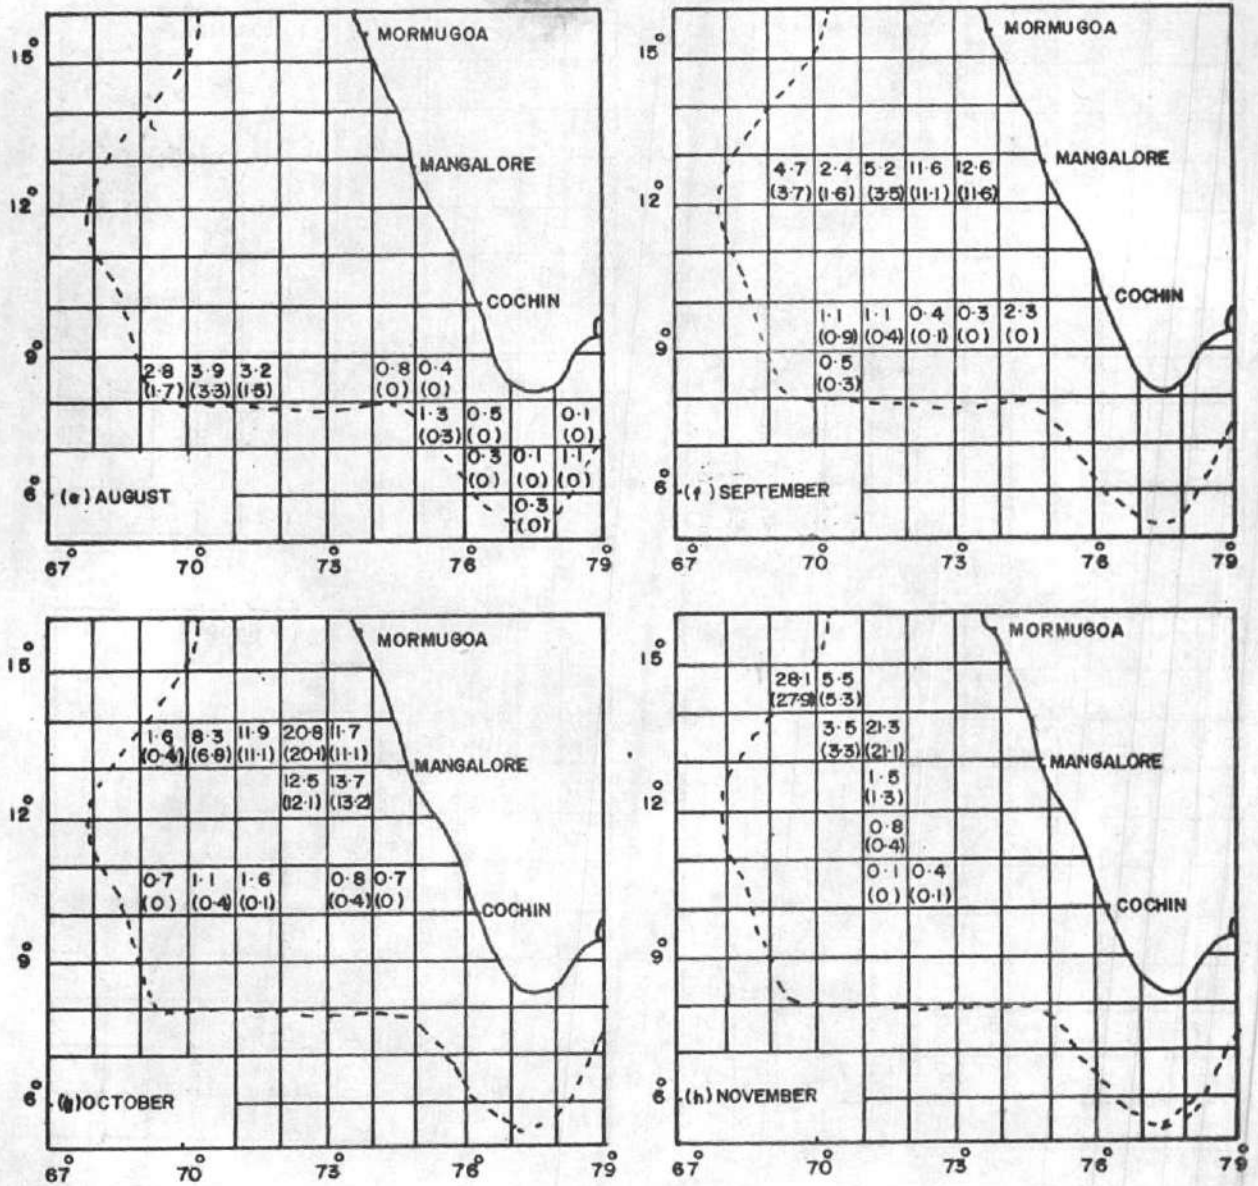 MORMUGOA
15°
MANGALORE
12°
COCHIN
9°
2·8 3·9 3·2 0·8 0·4
(1·7) (3·3) (1·5) (0) (0)
1·3 0·5 0·1
(0·3) (0) (0)
0·3 0·1 1·1
(0) (0) (0)
6° (e) AUGUST
0·3
(0)
67° 70° 73° 76° 79°
MORMUGOA
15°
MANGALORE
4·7 2·4 5·2 11·6 12·6
(3·7) (1·6) (3·5) (11·1) (11·6)
12°
COCHIN
1·1 1·1 0·4 0·3 2·3
(0·9) (0·4) (0·1) (0) (0)
9°
0·5
(0·3)
6° (f) SEPTEMBER
67° 70° 73° 76° 79°
MORMUGOA
15°
1·6 8·3 11·9 20·8 11·7
(0·4) (6·8) (11·1) (20·1) (11·1)
MANGALORE
12·5 13·7
(12·1) (13·2)
12°
0·7 1·1 1·6 0·8 0·7
(0) (0·4) (0·1) (0·4) (0)
COCHIN
9°
6° (g) OCTOBER
67° 70° 73° 76° 79°
MORMUGOA
15°
28·1 5·5
(27·9) (5·3)
3·5 21·3
(3·3) (21·1)
MANGALORE
1·5
(1·3)
12°
0·8
(0·4)
0·1 0·4
(0) (0·1)
COCHIN
9°
6° (h) NOVEMBER
67° 70° 73° 76° 79°